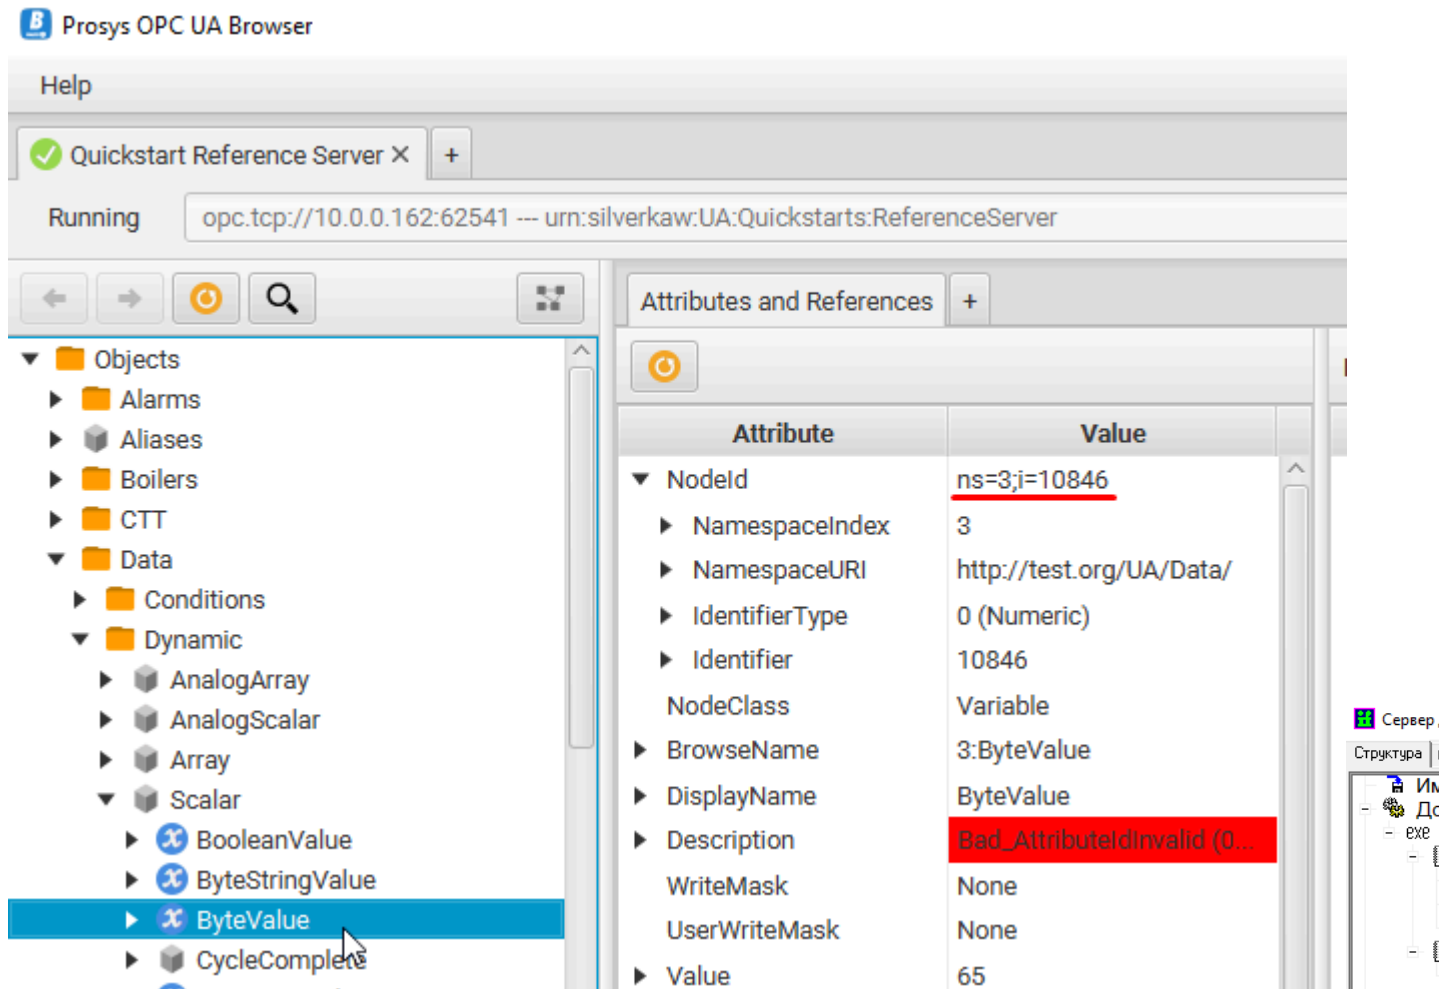 Prosys OPC UA Browser
Help
Quickstart Reference Server
+
Running
opc.tcp://10.0.0.162:62541 --- urn:silverkaw:UA:Quickstarts:ReferenceServer
Attributes and References
+
Objects
Alarms
Aliases
Boilers
CTT
Data
Conditions
Dynamic
AnalogArray
AnalogScalar
Array
Scalar
BooleanValue
ByteStringValue
ByteValue
CycleComplete
Attribute Value
NodeId ns=3;i=10846
NamespaceIndex 3
NamespaceURI http://test.org/UA/Data/
IdentifierType 0 (Numeric)
Identifier 10846
NodeClass Variable
BrowseName 3:ByteValue
DisplayName ByteValue
Description Bad_AttributeIdInvalid (0...
WriteMask None
UserWriteMask None
Value 65
Сервер
Структура
exe